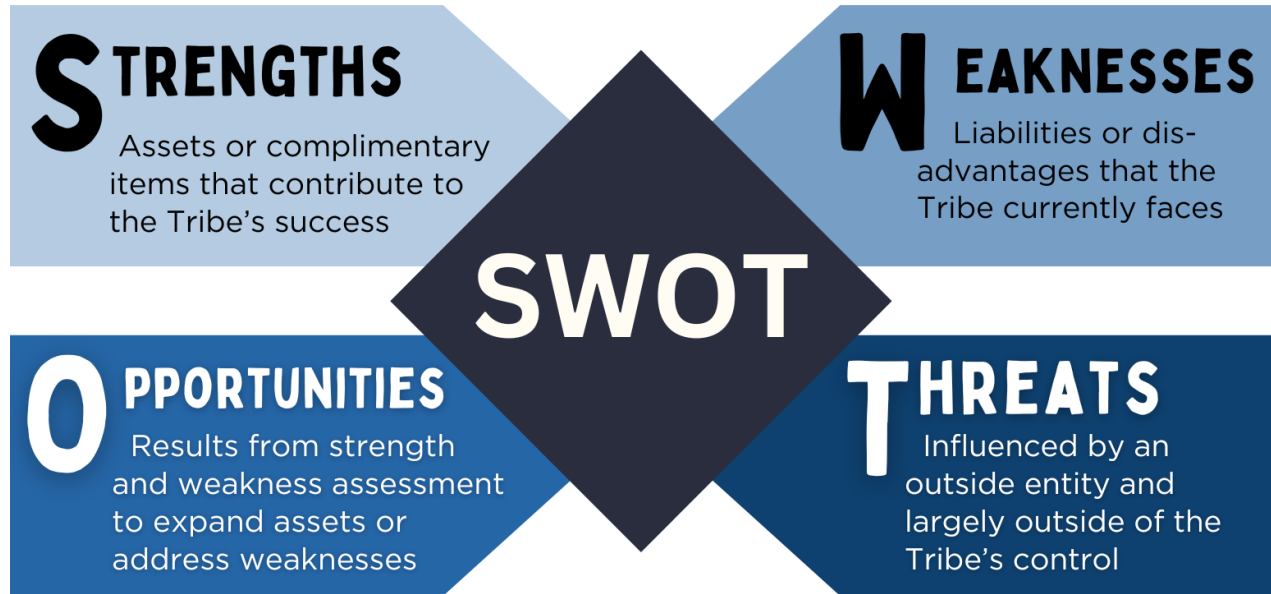 STRENGTHS
Assets or complimentary
items that contribute to
the Tribe's success
WEAKNESSES
Liabilities or dis-
advantages that the
Tribe currently faces
SWOT
OPPORTUNITIES
Results from strength
and weakness assessment
to expand assets or
address weaknesses
THREATS
Influenced by an
outside entity and
largely outside of the
Tribe's control